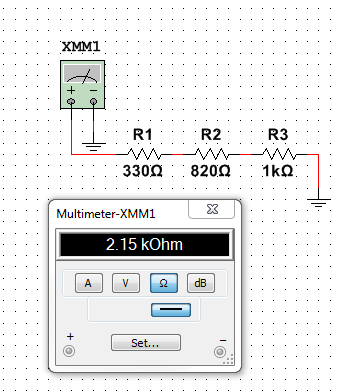 XMM1
+ −
R1 R2 R3
330Ω 820Ω 1kΩ
Multimeter-XMM1
2.15 kOhm
A V Ω dB
+ −
Set...